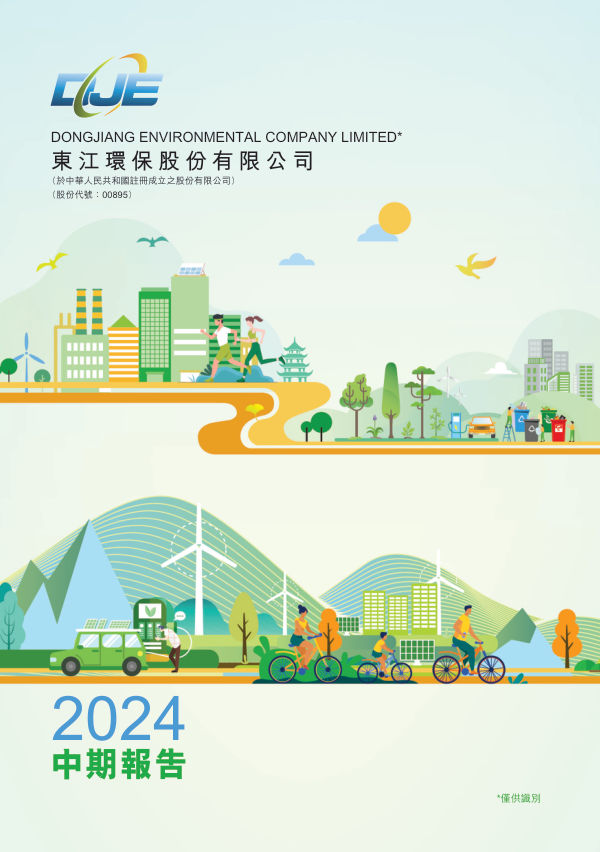 DJE
DONGJIANG ENVIRONMENTAL COMPANY LIMITED*
東江環保股份有限公司
（於中華人民共和國註冊成立之股份有限公司）
（股份代號：00895）
2024
中期報告
*僅供識別